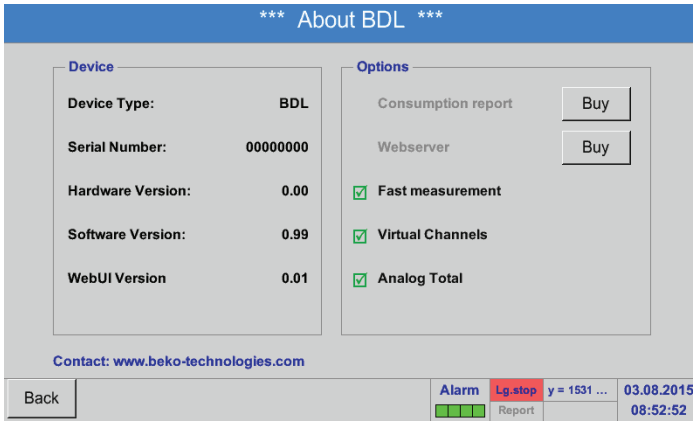 *** About BDL ***
Device
Device Type: BDL
Serial Number: 00000000
Hardware Version: 0.00
Software Version: 0.99
WebUI Version 0.01
Options
Consumption report Buy
Webserver Buy
Fast measurement
Virtual Channels
Analog Total
Contact: www.beko-technologies.com
Back
Alarm Lg.stop y = 1531 ... 03.08.2015
Report 08:52:52